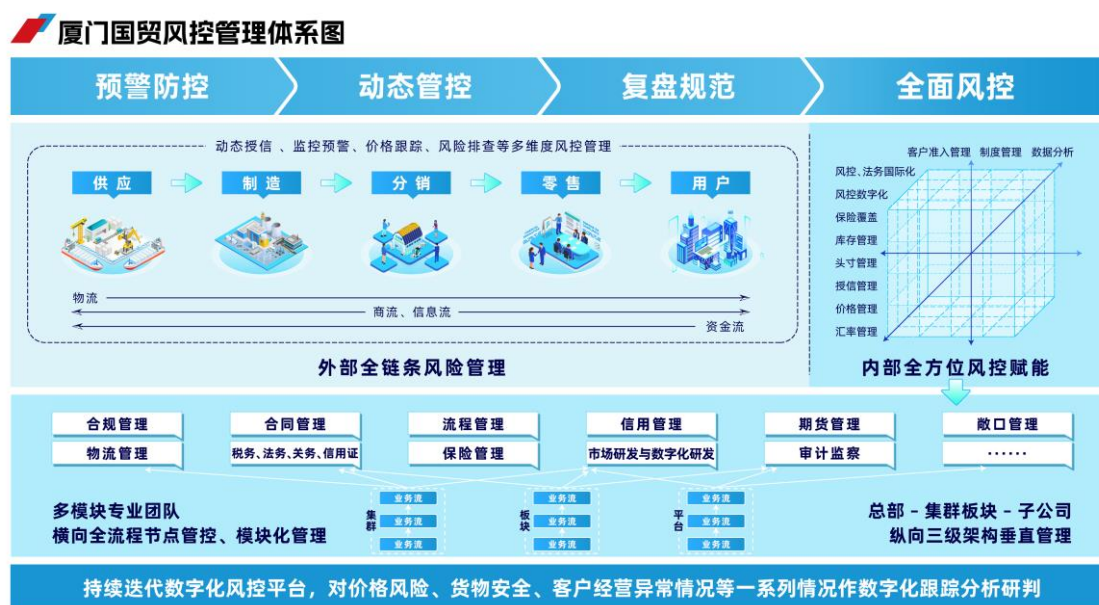 厦门国贸风控管理体系图
预警防控
动态管控
复盘规范
全面风控
动态授信 、监控预警、价格跟踪、风险排查等多维度风控管理
供应
制造
分销
零售
用户
物流
商流、信息流
资金流
外部全链条风险管理
客户准入管理 制度管理 数据分析
风控、法务国际化
风控数字化
保险覆盖
库存管理
头寸管理
授信管理
价格管理
汇率管理
内部全方位风控赋能
合规管理
合同管理
流程管理
信用管理
期货管理
敞口管理
物流管理
税务、法务、关务、信用证
保险管理
市场研发与数字化研发
审计监察
······
多模块专业团队
横向全流程节点管控、模块化管理
集群
业务流
业务流
业务流
板块
业务流
业务流
业务流
平台
业务流
业务流
业务流
总部 – 集群板块 – 子公司
纵向三级架构垂直管理
持续迭代数字化风控平台，对价格风险、货物安全、客户经营异常情况等一系列情况作数字化跟踪分析研判